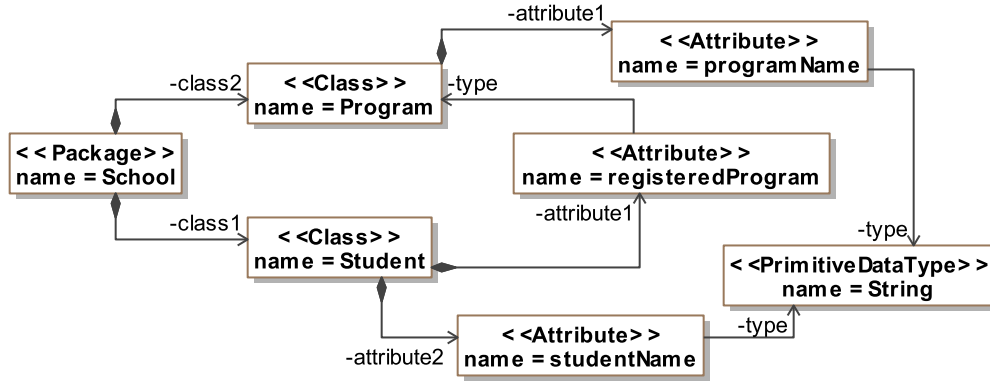 -attribute1
< <Attribute> >
name = programName
-class2
< <Class> >
name = Program
-type
< < Package> >
name = School
< <Attribute> >
name = registeredProgram
-class1
-attribute1
< <Class> >
name = Student
-type
< <PrimitiveDataType> >
name = String
-attribute2
< <Attribute> >
name = studentName
-type